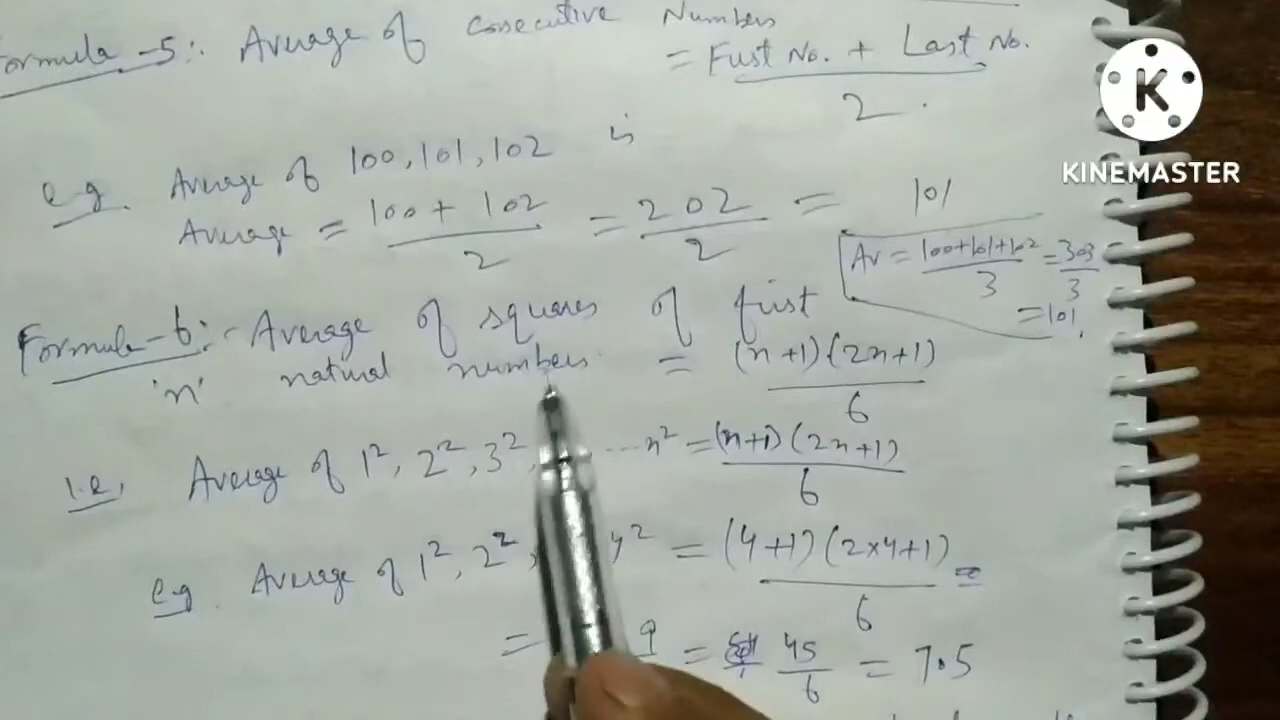 Formula -5:. Average of Cosecutive Numbers
= First No. + Last No.
2
e.g. Average of 100, 101, 102 is
Average = 100 + 102 / 2 = 202 / 2 = 101
Av = 100+101+102 / 3 = 303 / 3
= 101.
Formula -6:- Average of squares of first
'n' natural numbers = (n+1)(2n+1) / 6
i.e, Average of 1², 2², 3², ... n² = (n+1)(2n+1) / 6
e.g. Average of 1², 2², 4² = (4+1)(2×4+1) / 6 =
= 9 = 45 / 6 = 7.5
K
KINEMASTER